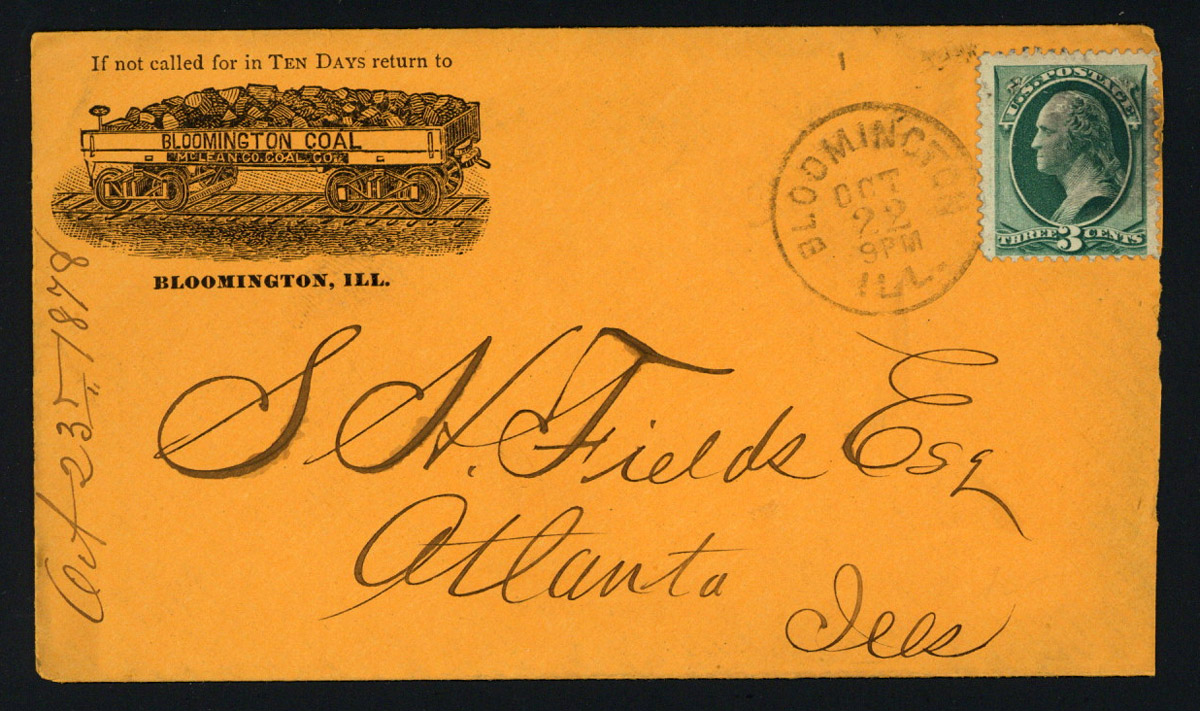 If not called for in TEN DAYS return to
BLOOMINGTON COAL
MCLEAN CO. COAL CO.
BLOOMINGTON, ILL.
BLOOMINGTON
OCT
22
9PM
ILL.
U.S. POSTAGE
THREE 3 CENTS
S. H. Fields Esq
Atlanta
Ills
Oct 23" 1878